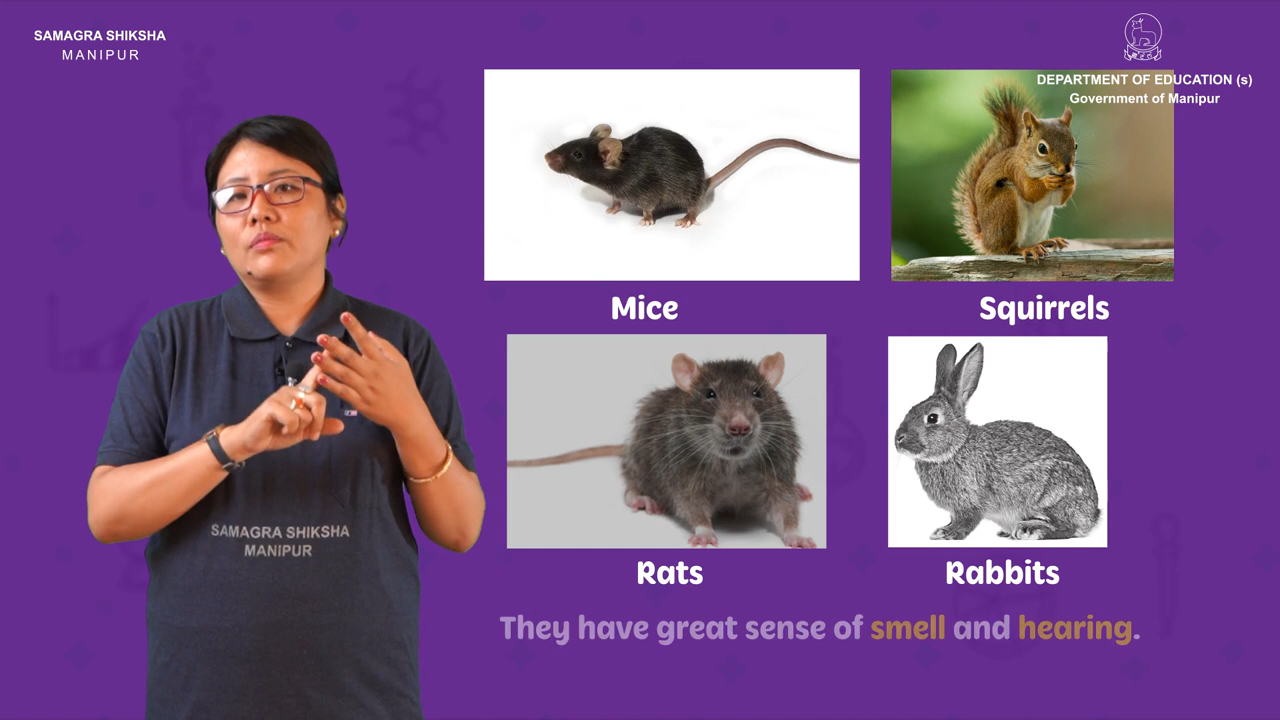 SAMAGRA SHIKSHA
MANIPUR
DEPARTMENT OF EDUCATION (s)
Government of Manipur
Mice
Squirrels
Rats
Rabbits
They have great sense of smell and hearing.
SAMAGRA SHIKSHA
MANIPUR